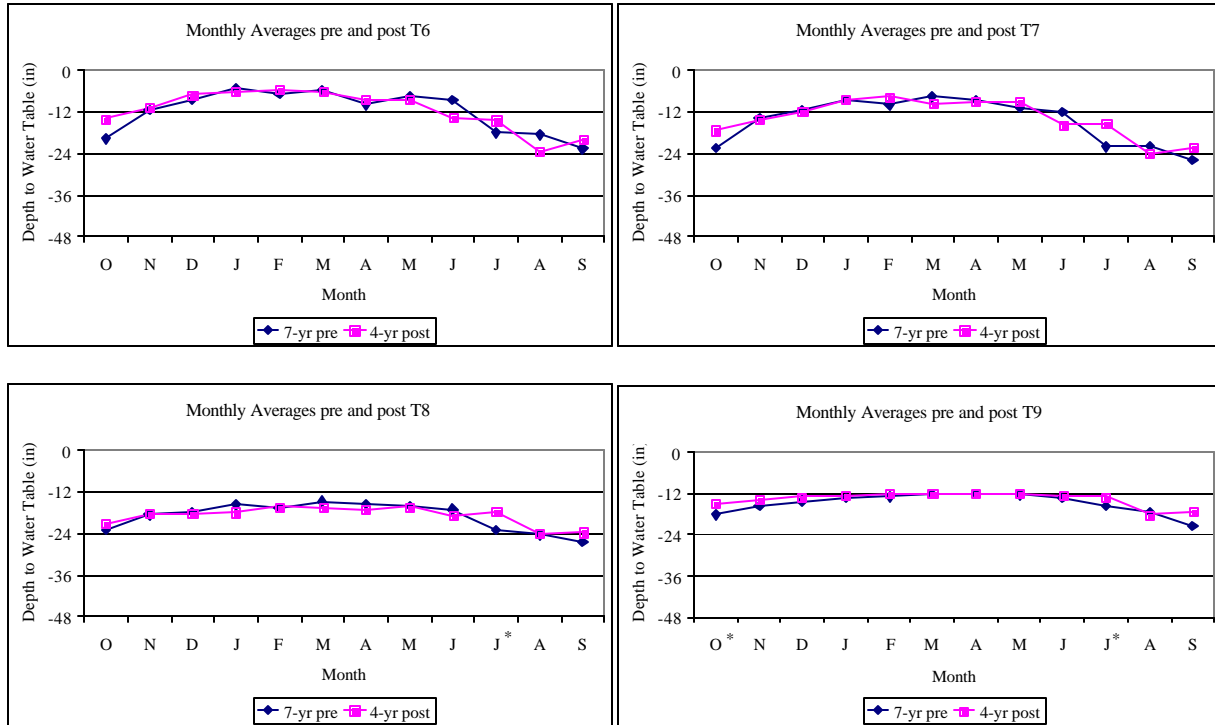 Monthly Averages pre and post T6
Depth to Water Table (in)
0
-12
-24
-36
-48
O N D J F M A M J J A S
Month
7-yr pre 4-yr post
Monthly Averages pre and post T7
Depth to Water Table (in)
0
-12
-24
-36
-48
O N D J F M A M J J A S
Month
7-yr pre 4-yr post
Monthly Averages pre and post T8
Depth to Water Table (in)
0
-12
-24
-36
-48
O N D J F M A M J J* A S
Month
7-yr pre 4-yr post
Monthly Averages pre and post T9
Depth to Water Table (in)
0
-12
-24
-36
-48
O* N D J F M A M J J* A S
Month
7-yr pre 4-yr post